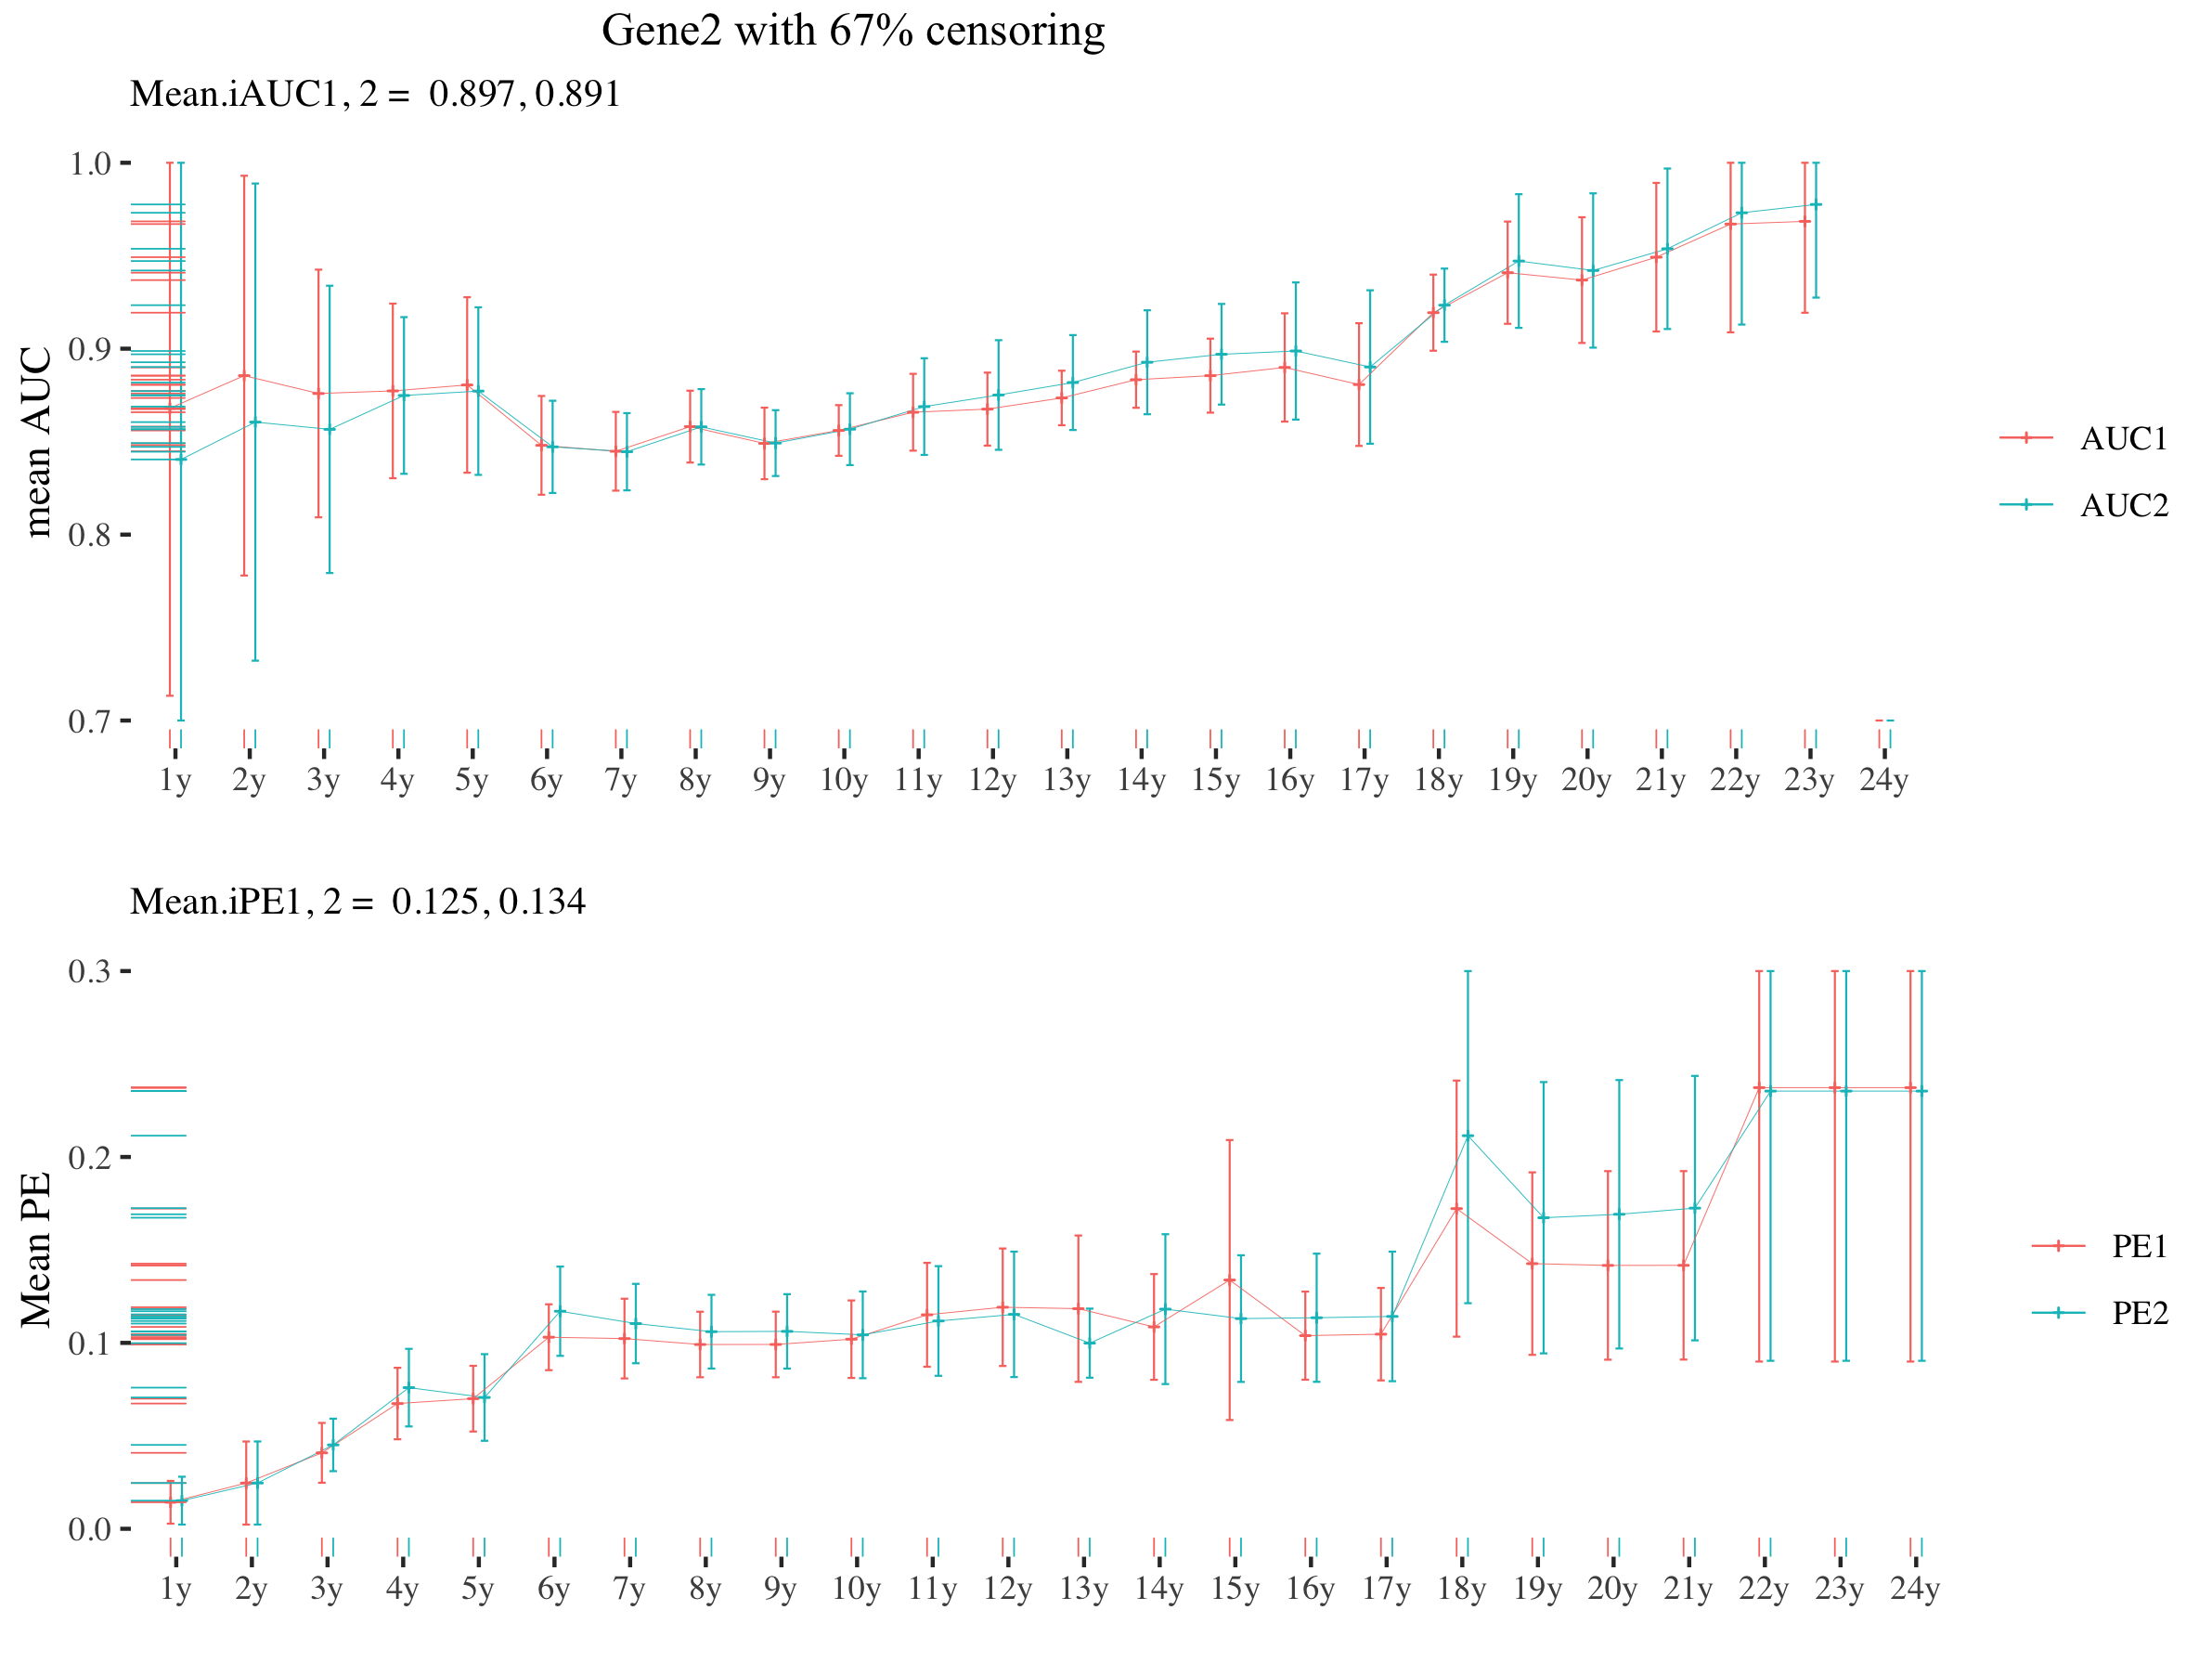 Gene2 with 67% censoring
Mean.iAUC1, 2 = 0.897, 0.891
mean AUC
1.0
0.9
0.8
0.7
1y 2y 3y 4y 5y 6y 7y 8y 9y 10y 11y 12y 13y 14y 15y 16y 17y 18y 19y 20y 21y 22y 23y 24y
AUC1
AUC2
Mean.iPE1, 2 = 0.125, 0.134
Mean PE
0.3
0.2
0.1
0.0
1y 2y 3y 4y 5y 6y 7y 8y 9y 10y 11y 12y 13y 14y 15y 16y 17y 18y 19y 20y 21y 22y 23y 24y
PE1
PE2